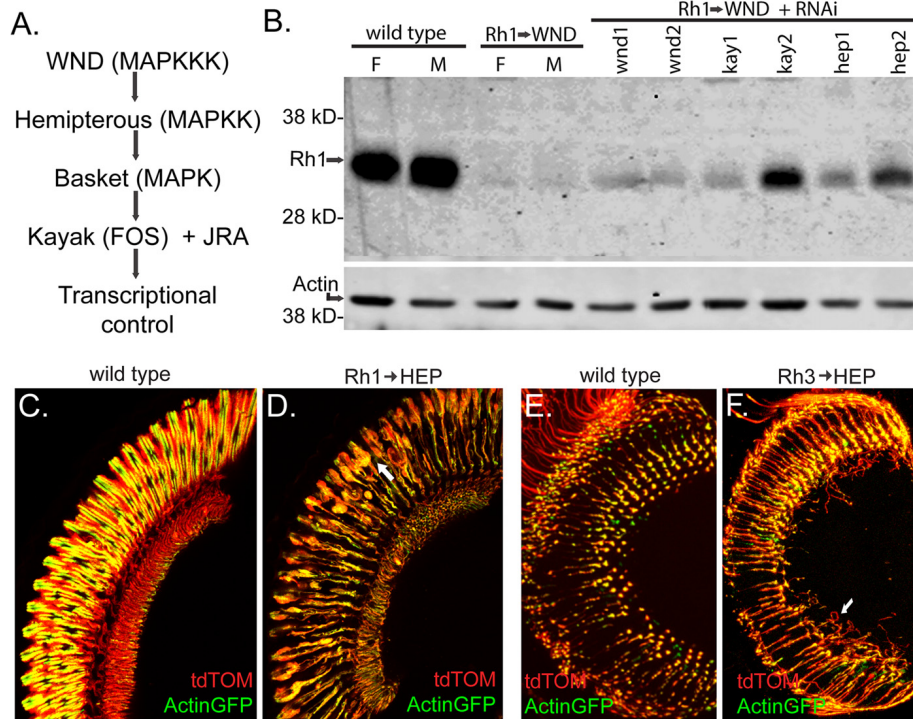 A.
WND (MAPKKK)
Hemipterous (MAPKK)
Basket (MAPK)
Kayak (FOS) + JRA
Transcriptional
control
B.
wild type
Rh1→WND
Rh1→WND + RNAi
F
M
F
M
wnd1
wnd2
kay1
kay2
hep1
hep2
38 kD-
Rh1→
28 kD-
Actin
38 kD-
wild type
Rh1→HEP
wild type
Rh3→HEP
C.
D.
E.
F.
tdTOM
ActinGFP
tdTOM
ActinGFP
tdTOM
ActinGFP
tdTOM
ActinGFP